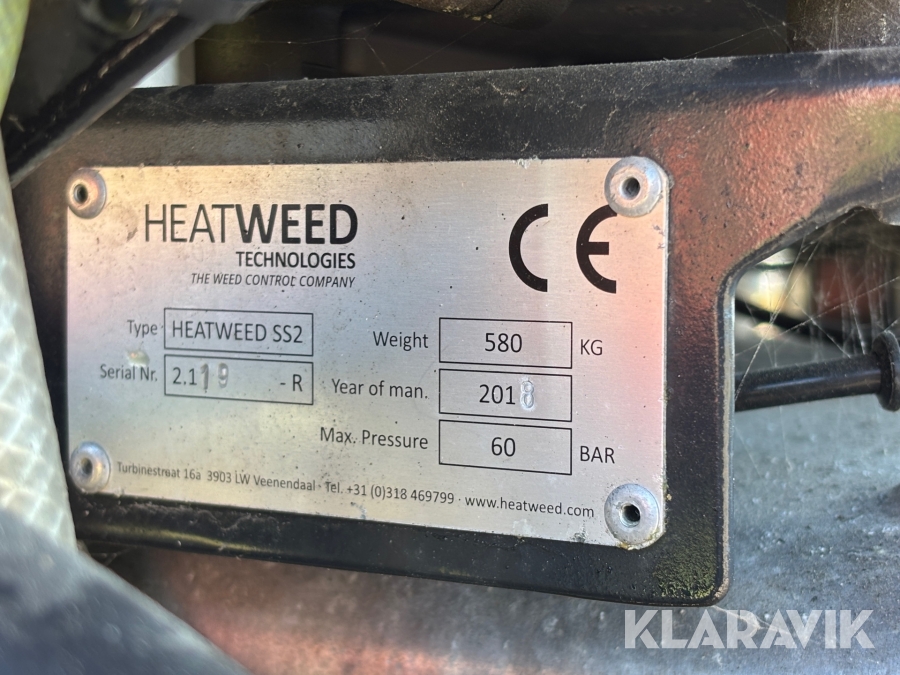 HEATWEED
TECHNOLOGIES
THE WEED CONTROL COMPANY
CE
Type HEATWEED SS2
Serial Nr. 2.119 - R
Weight 580 KG
Year of man. 2018
Max. Pressure 60 BAR
Turbinestraat 16a 3903 LW Veenendaal · Tel. +31 (0)318 469799 · www.heatweed.com
KLARAVIK